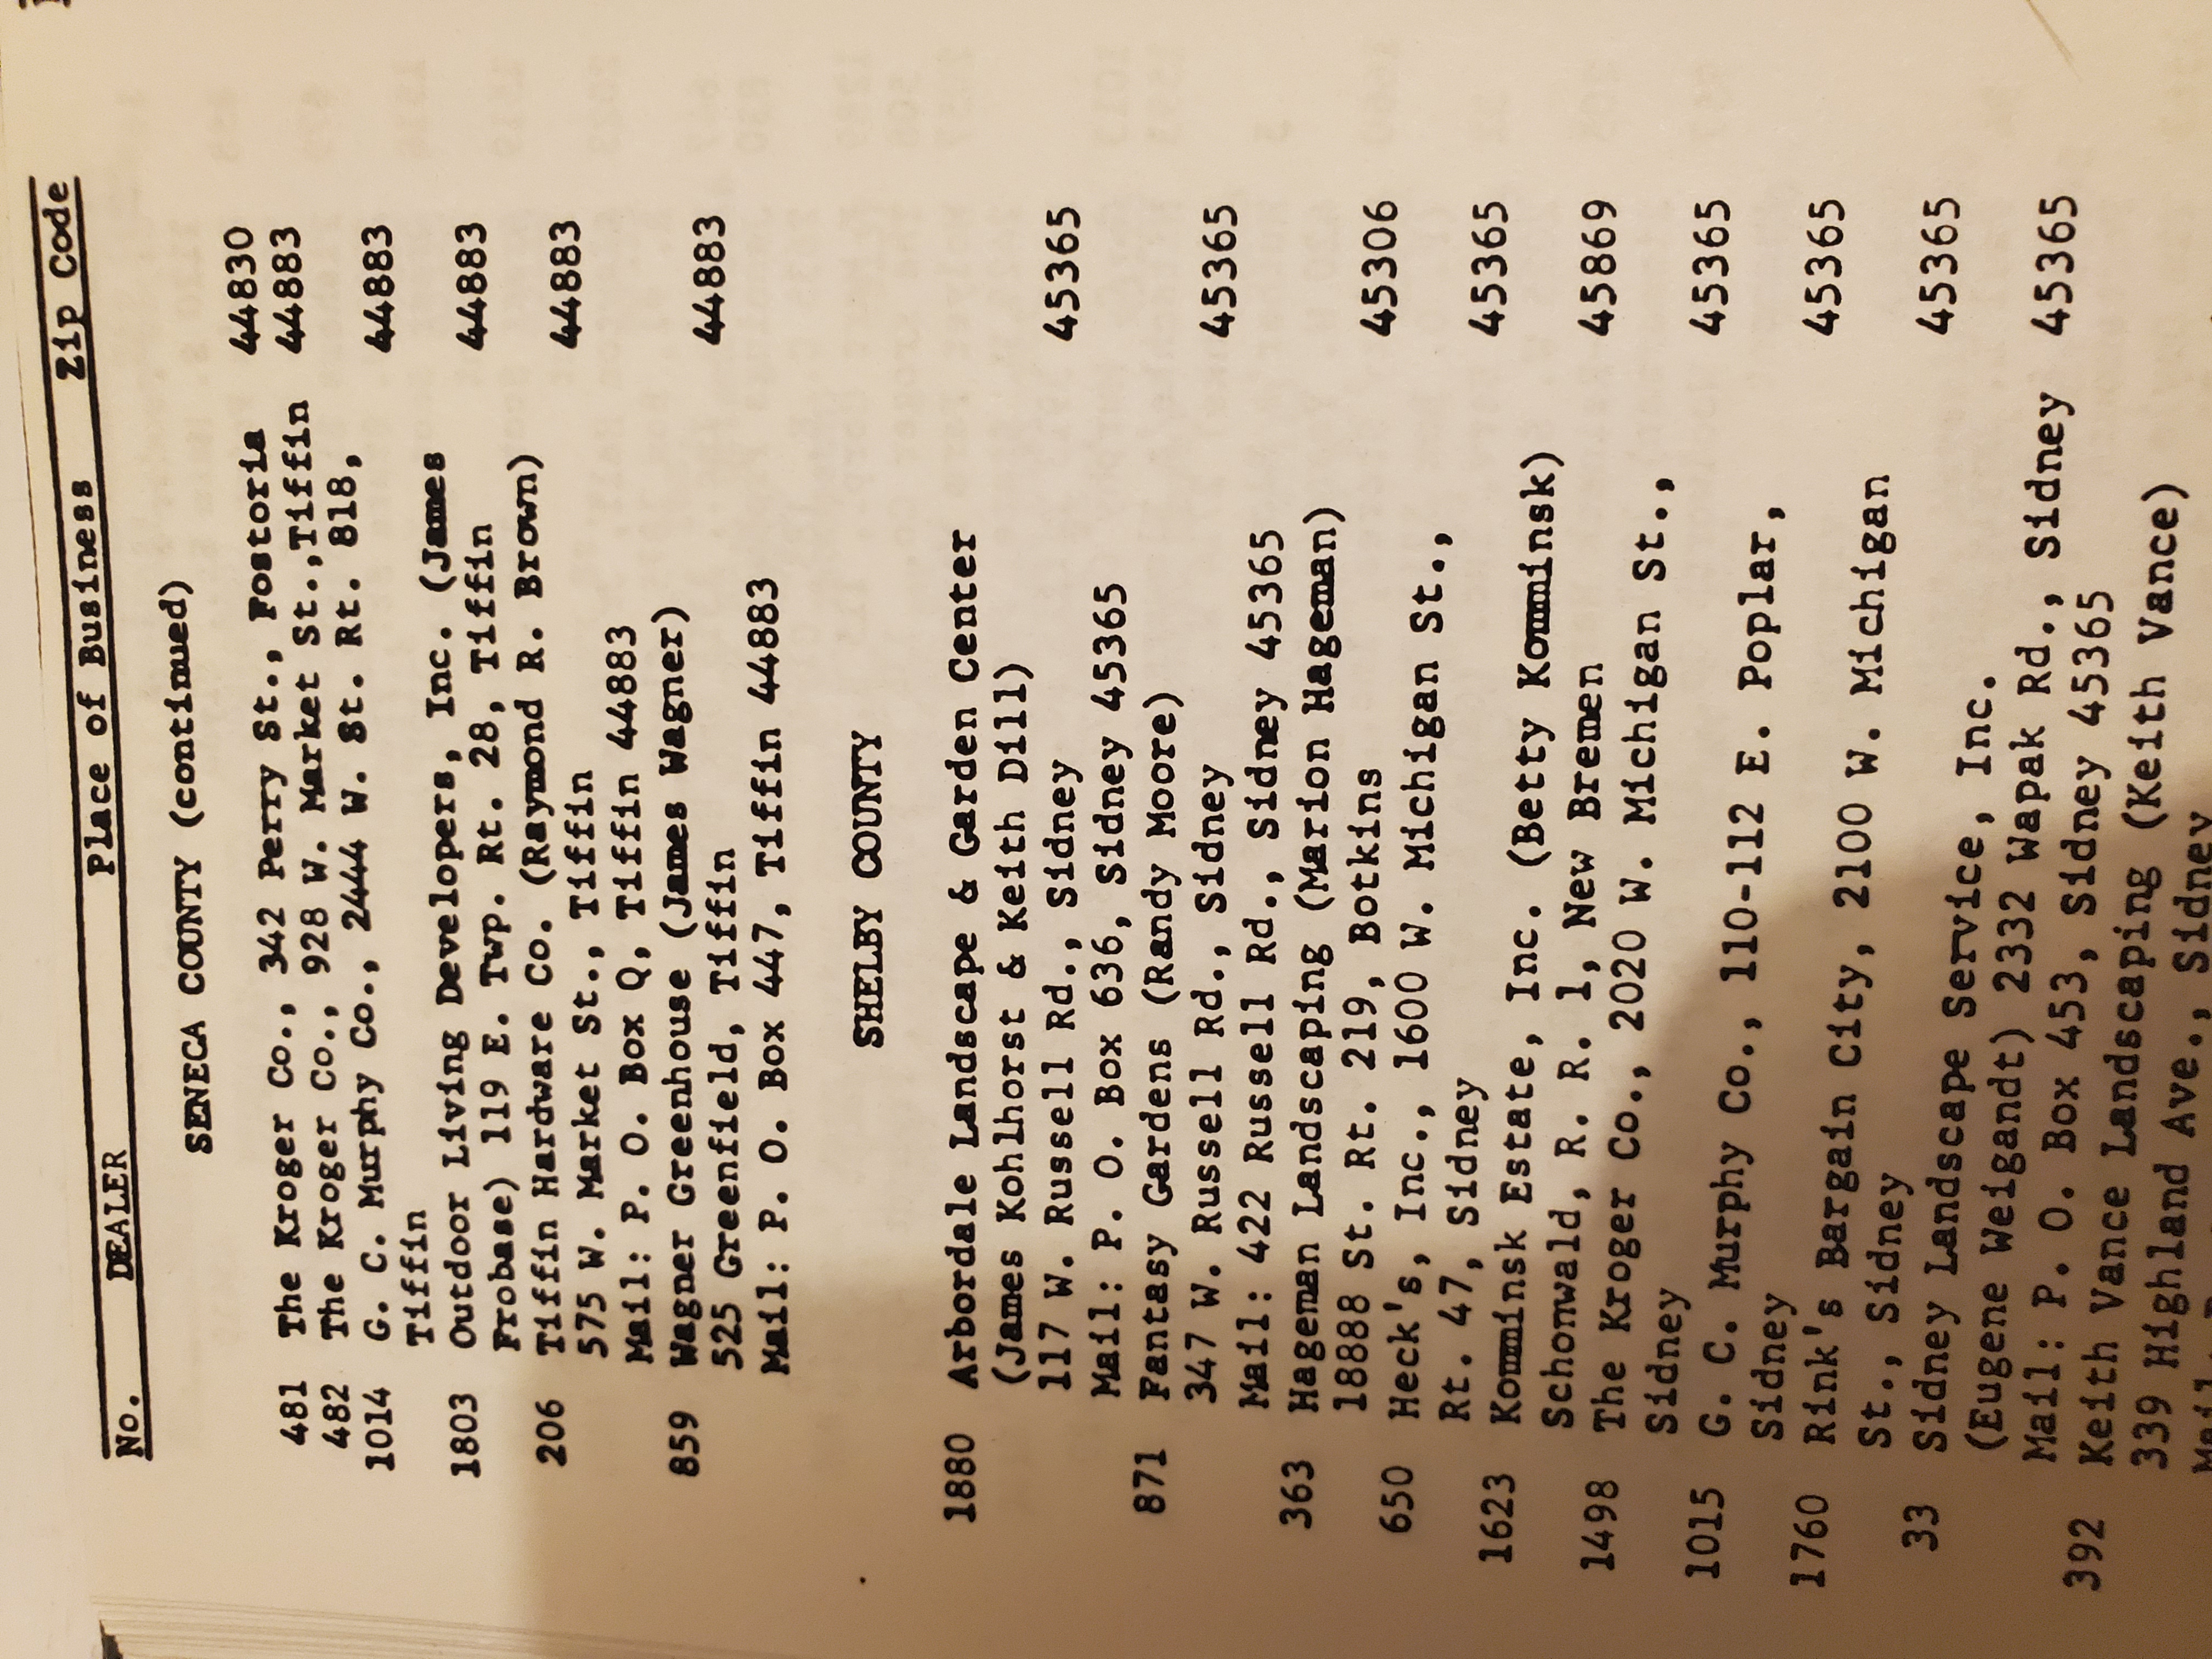 No. DEALER Place of Business Zip Code
SENECA COUNTY (continued)
481 The Kroger Co., 342 Perry St., Fostoria 44830
482 The Kroger Co., 928 W. Market St.,Tiffin 44883
1014 G. C. Murphy Co., 2444 W. St. Rt. 818,
Tiffin 44883
1803 Outdoor Living Developers, Inc. (James
Frobase) 119 E. Twp. Rt. 28, Tiffin 44883
206 Tiffin Hardware Co. (Raymond R. Brown)
575 W. Market St., Tiffin 44883
Mail: P. O. Box Q, Tiffin 44883
859 Wagner Greenhouse (James Wagner)
525 Greenfield, Tiffin 44883
Mail: P. O. Box 447, Tiffin 44883
SHELBY COUNTY
1880 Arbordale Landscape & Garden Center
(James Kohlhorst & Keith Dill)
117 W. Russell Rd., Sidney 45365
Mail: P. O. Box 636, Sidney 45365
871 Fantasy Gardens (Randy Moore)
347 W. Russell Rd., Sidney 45365
Mail: 422 Russell Rd., Sidney 45365
363 Hageman Landscaping (Marion Hageman)
18888 St. Rt. 219, Botkins 45306
650 Heck's, Inc., 1600 W. Michigan St.,
Rt. 47, Sidney 45365
1623 Komminsk Estate, Inc. (Betty Komminsk)
Schonwald, R. R. 1, New Bremen 45869
1498 The Kroger Co., 2020 W. Michigan St.,
Sidney 45365
1015 G. C. Murphy Co., 110-112 E. Poplar,
Sidney 45365
1760 Rink's Bargain City, 2100 W. Michigan
St., Sidney 45365
33 Sidney Landscape Service, Inc.
(Eugene Weigandt) 2332 Wapak Rd., Sidney 45365
Mail: P. O. Box 453, Sidney 45365
392 Keith Vance Landscaping (Keith Vance)
339 Highland Ave., Sidney